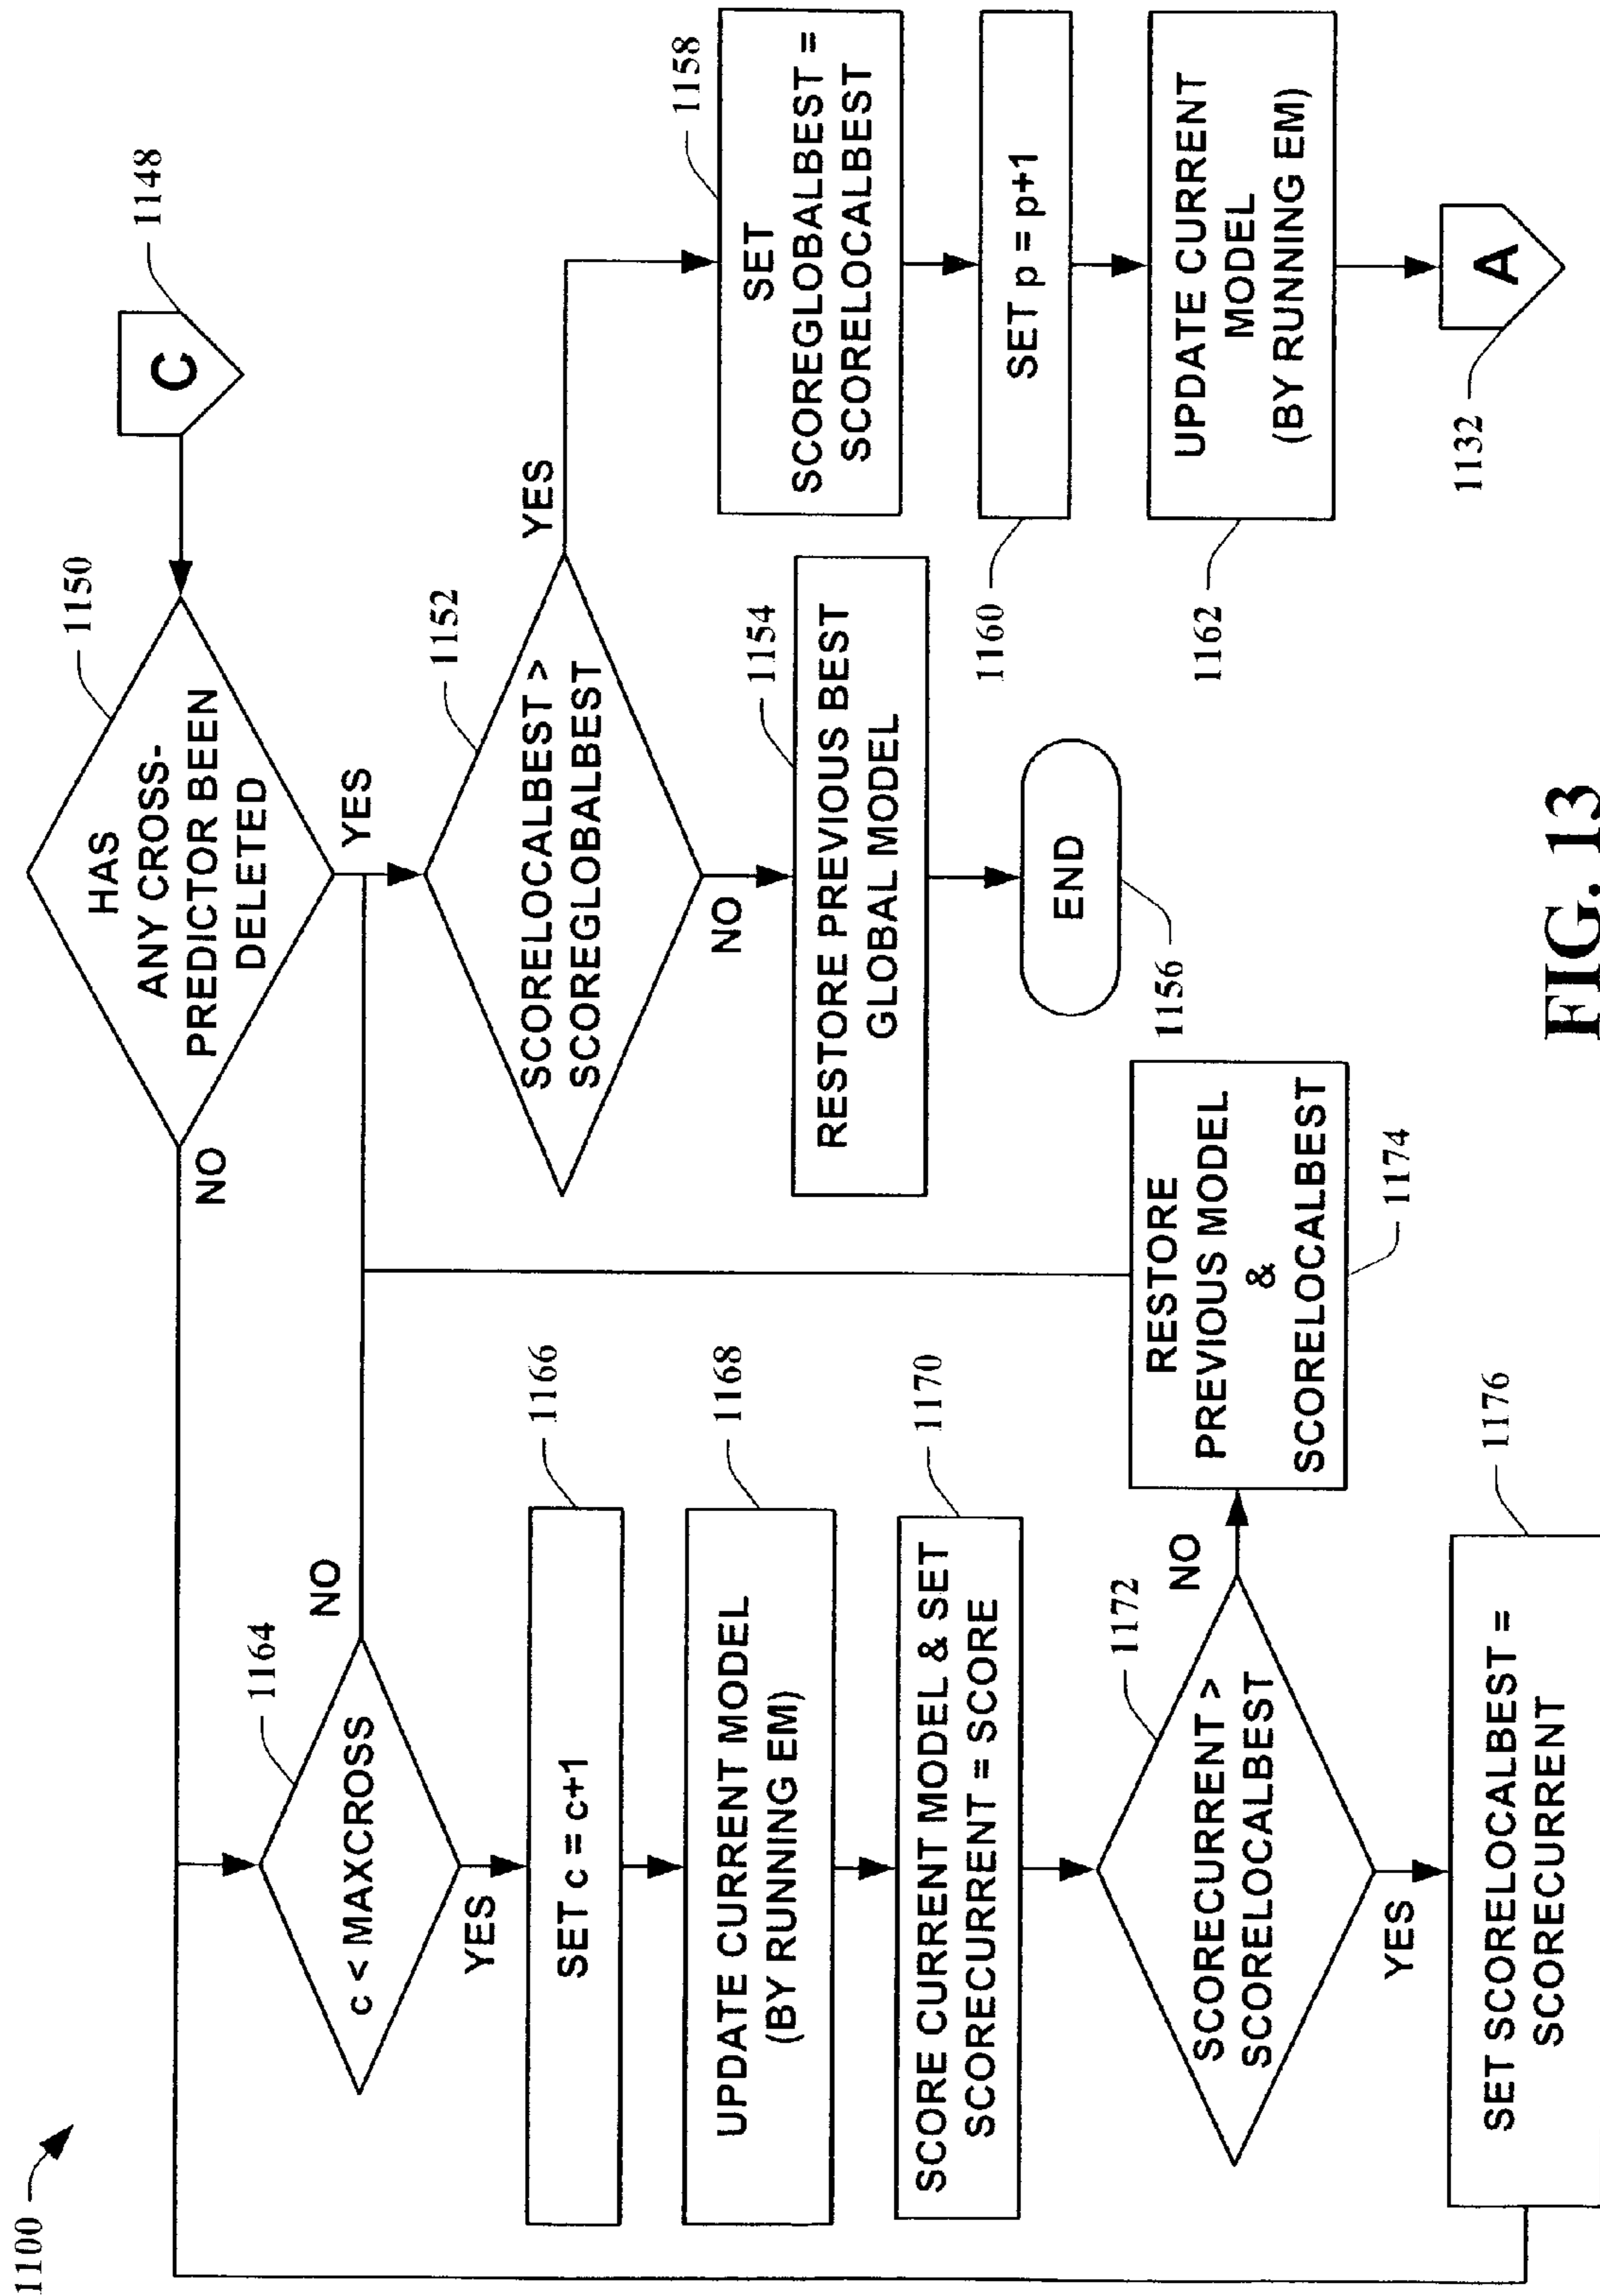 1100
C
1148
HAS
ANY CROSS-
PREDICTOR BEEN
DELETED
1150
NO
YES
c < MAXCROSS
1164
NO
YES
SET c = c+1
1166
UPDATE CURRENT MODEL
(BY RUNNING EM)
1168
SCORE CURRENT MODEL & SET
SCORECURRENT = SCORE
1170
SCORECURRENT >
SCORELOCALBEST
1172
NO
YES
RESTORE
PREVIOUS MODEL
&
SCORELOCALBEST
1174
SET SCORELOCALBEST =
SCORECURRENT
1176
SCORELOCALBEST >
SCOREGLOBALBEST
1152
YES
NO
RESTORE PREVIOUS BEST
GLOBAL MODEL
1154
END
1156
SET
SCOREGLOBALBEST =
SCORELOCALBEST
1158
SET p = p+1
1160
UPDATE CURRENT
MODEL
(BY RUNNING EM)
1162
A
1132
FIG. 13